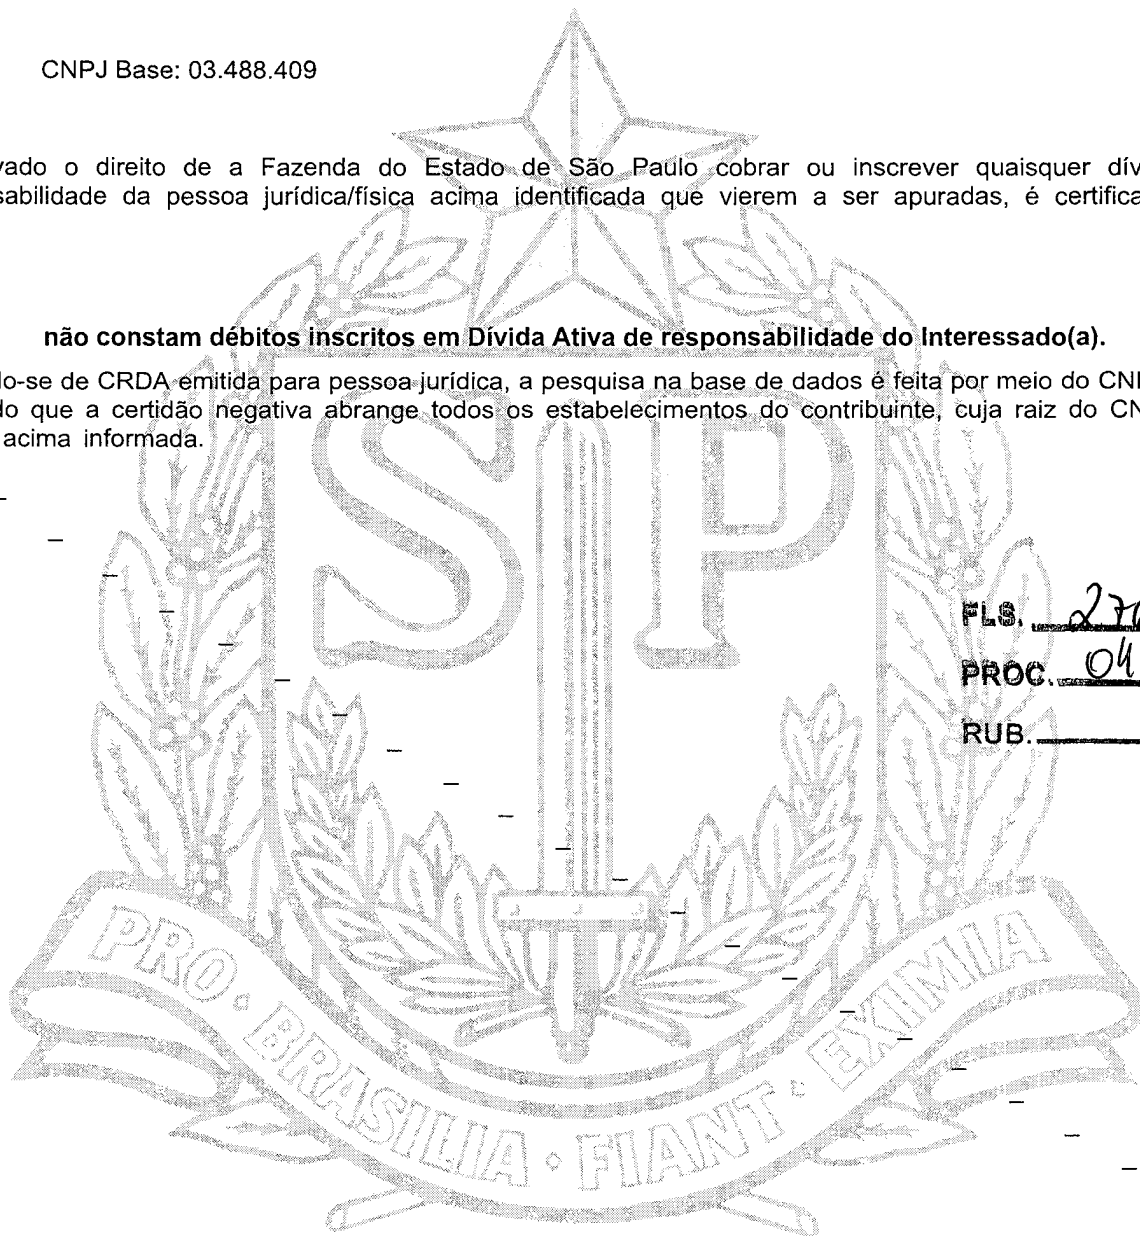 CNPJ Base: 03.488.409
vado o direito de a Fazenda do Estado de São Paulo cobrar ou inscrever quaisquer dív
sabilidade da pessoa jurídica/física acima identificada que vierem a ser apuradas, é certifica
não constam débitos inscritos em Dívida Ativa de responsabilidade do Interessado(a).
do-se de CRDA emitida para pessoa jurídica, a pesquisa na base de dados é feita por meio do CNI
do que a certidão negativa abrange todos os estabelecimentos do contribuinte, cuja raiz do CN
acima informada.
SP
FLS. 27
PROC. 04
RUB.
PRO · BRASILIA · FIANT · EXIMIA